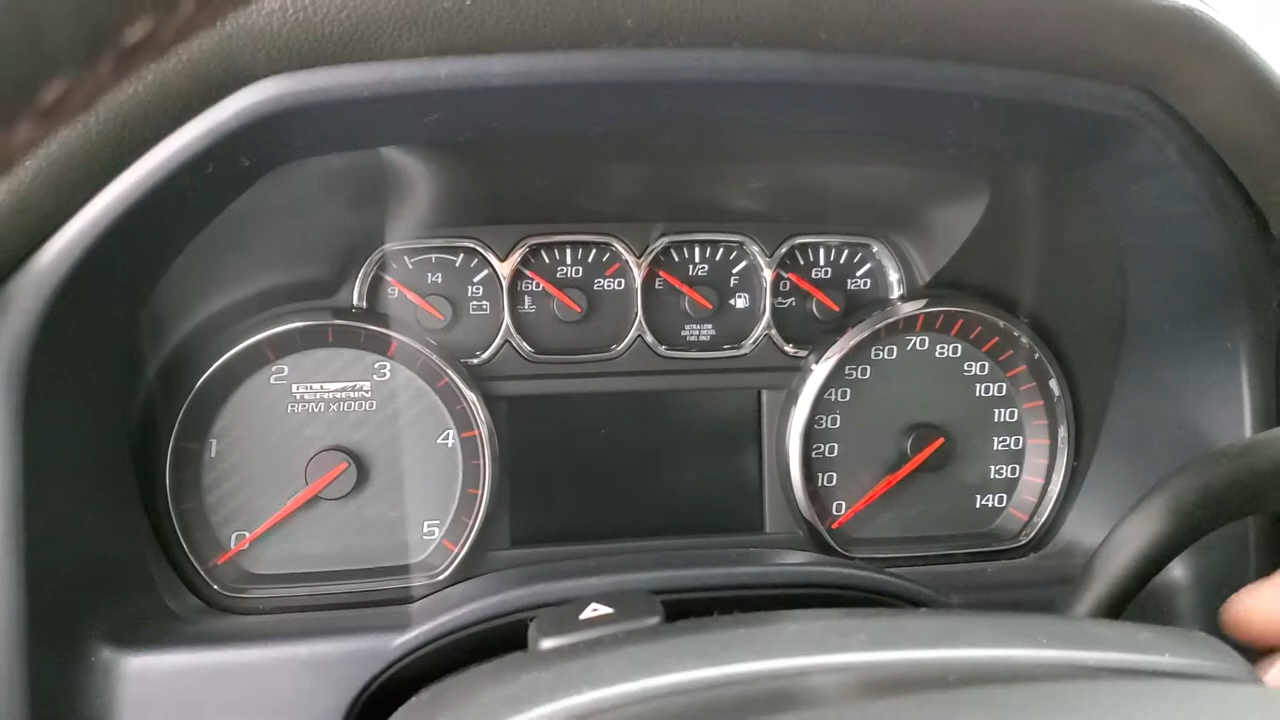 9 14 19
160 210 260
E 1/2 F
ULTRA LOW
SULFUR DIESEL
FUEL ONLY
0 60 120
0 1 2 3 4 5
ALL
TERRAIN
RPM x1000
0 10 20 30 40 50 60 70 80 90 100 110 120 130 140